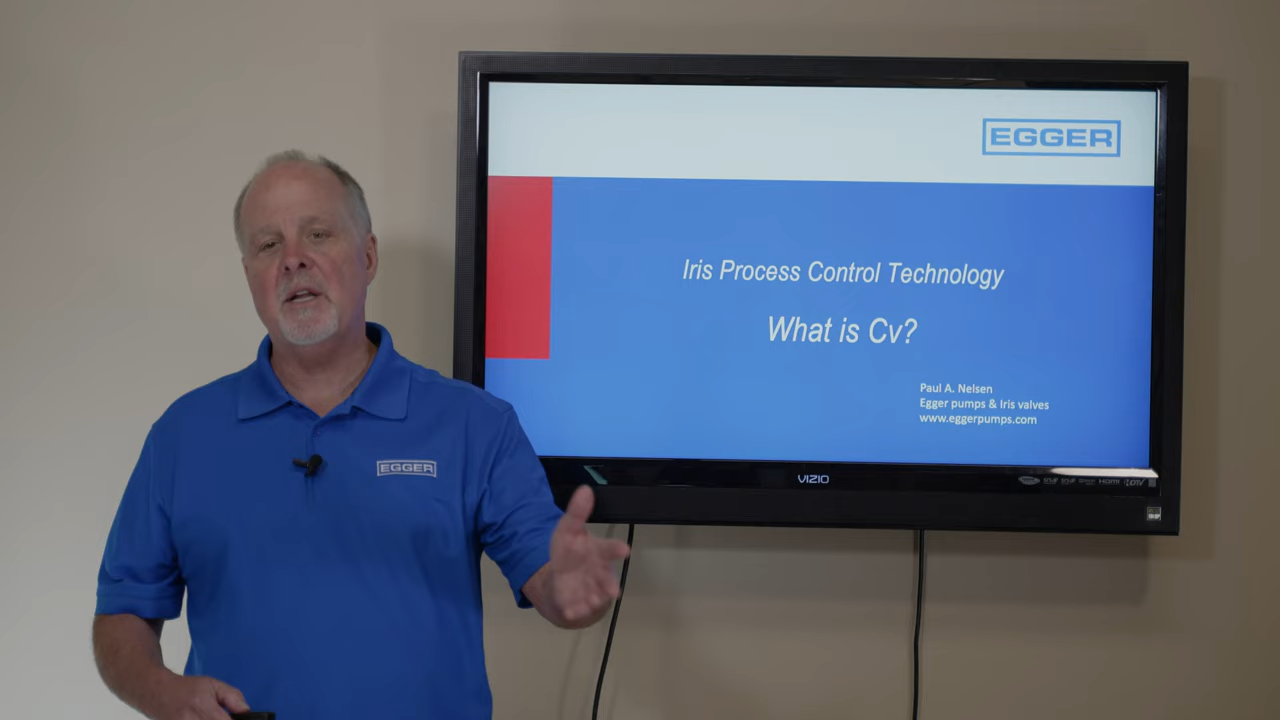 EGGER
Iris Process Control Technology
What is Cv?
Paul A. Nelsen
Egger pumps & Iris valves
www.eggerpumps.com
EGGER
VIZIO
HDMI